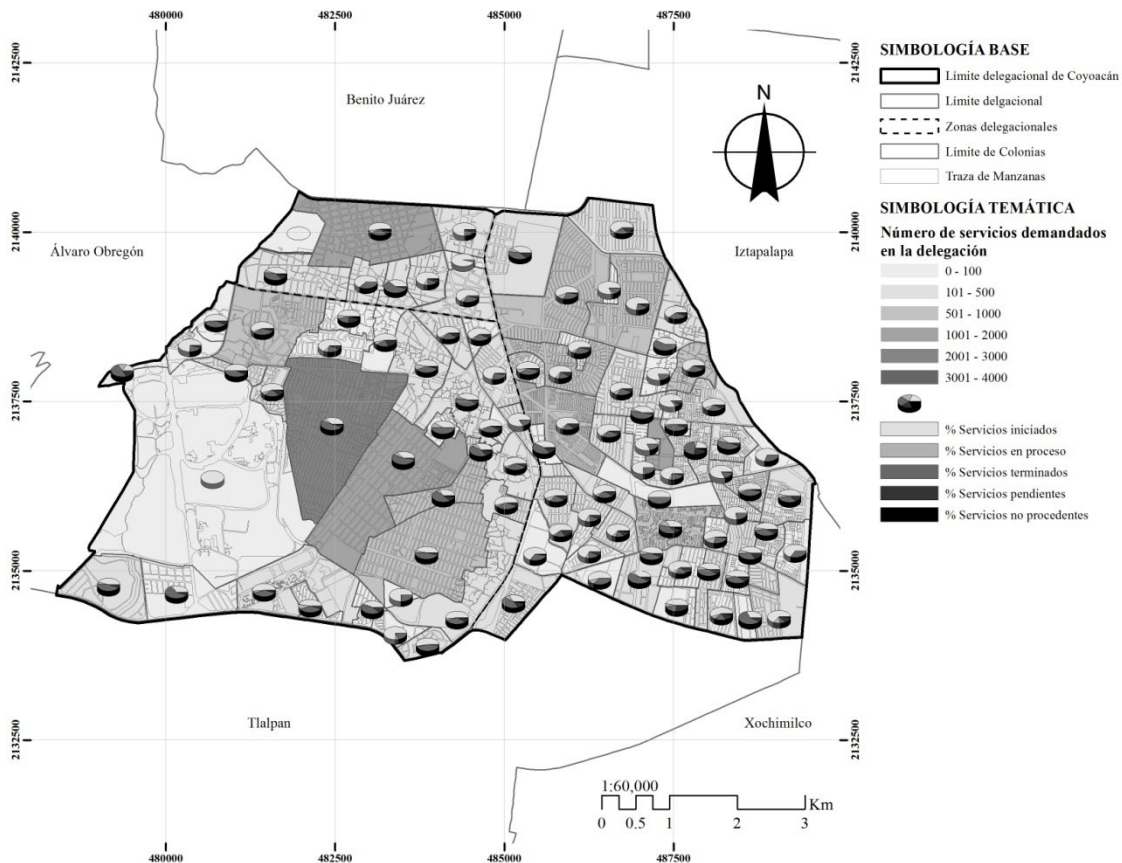 480000
482500
485000
487500
2142500
2142500
SIMBOLOGÍA BASE
Límite delegacional de Coyoacán
Límite delgacional
Zonas delegacionales
Límite de Colonias
Traza de Manzanas
Benito Juárez
N
SIMBOLOGÍA TEMÁTICA
Número de servicios demandados
en la delegación
0 - 100
101 - 500
501 - 1000
1001 - 2000
2001 - 3000
3001 - 4000
% Servicios iniciados
% Servicios en proceso
% Servicios terminados
% Servicios pendientes
% Servicios no procedentes
2140000
2140000
Álvaro Obregón
Iztapalapa
2137500
2137500
2135000
2135000
Tlalpan
Xochimilco
2132500
2132500
1:60,000
Km
0 0.5 1 2 3
480000
482500
485000
487500